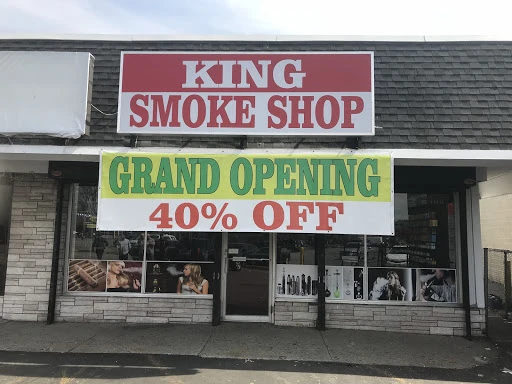 KING
SMOKE SHOP
GRAND OPENING
40% OFF